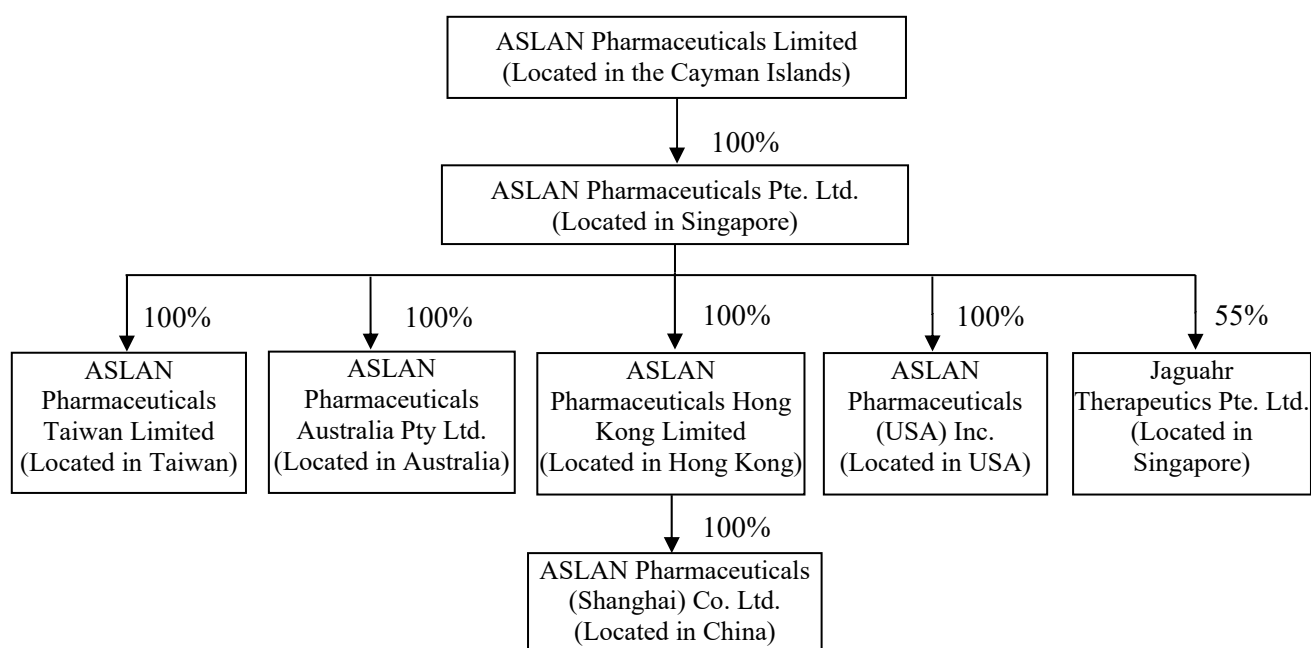 ASLAN Pharmaceuticals Limited
(Located in the Cayman Islands)
100%
ASLAN Pharmaceuticals Pte. Ltd.
(Located in Singapore)
100%
100%
100%
100%
55%
ASLAN
Pharmaceuticals
Taiwan Limited
(Located in Taiwan)
ASLAN
Pharmaceuticals
Australia Pty Ltd.
(Located in Australia)
ASLAN
Pharmaceuticals Hong
Kong Limited
(Located in Hong Kong)
ASLAN
Pharmaceuticals
(USA) Inc.
(Located in USA)
Jaguahr
Therapeutics Pte. Ltd.
(Located in
Singapore)
100%
ASLAN Pharmaceuticals
(Shanghai) Co. Ltd.
(Located in China)